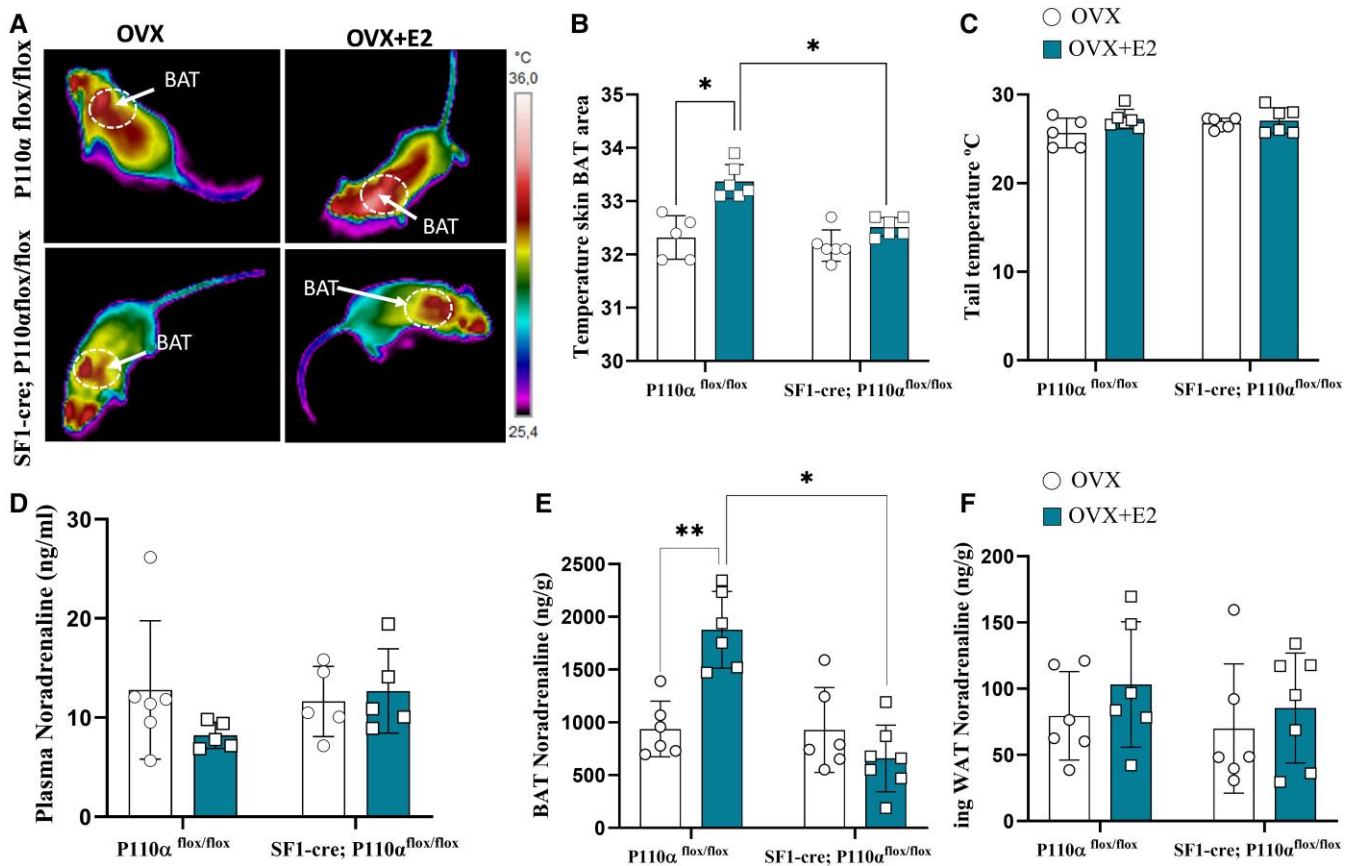 A
OVX
OVX+E2
P110α flox/flox
SF1-cre; P110αflox/flox
BAT
BAT
BAT
BAT
°C
36,0
25,4
B
Temperature skin BAT area
35
34
33
32
31
30
*
*
P110α flox/flox
SF1-cre; P110αflox/flox
C
OVX
OVX+E2
Tail temperature ºC
30
20
10
0
P110α flox/flox
SF1-cre; P110αflox/flox
D
Plasma Noradrenaline (ng/ml)
30
20
10
0
P110α flox/flox
SF1-cre; P110αflox/flox
E
BAT Noradrenaline (ng/g)
2500
2000
1500
1000
500
0
**
*
P110α flox/flox
SF1-cre; P110αflox/flox
F
OVX
OVX+E2
ing WAT Noradrenaline (ng/g)
200
150
100
50
0
P110α flox/flox
SF1-cre; P110αflox/flox